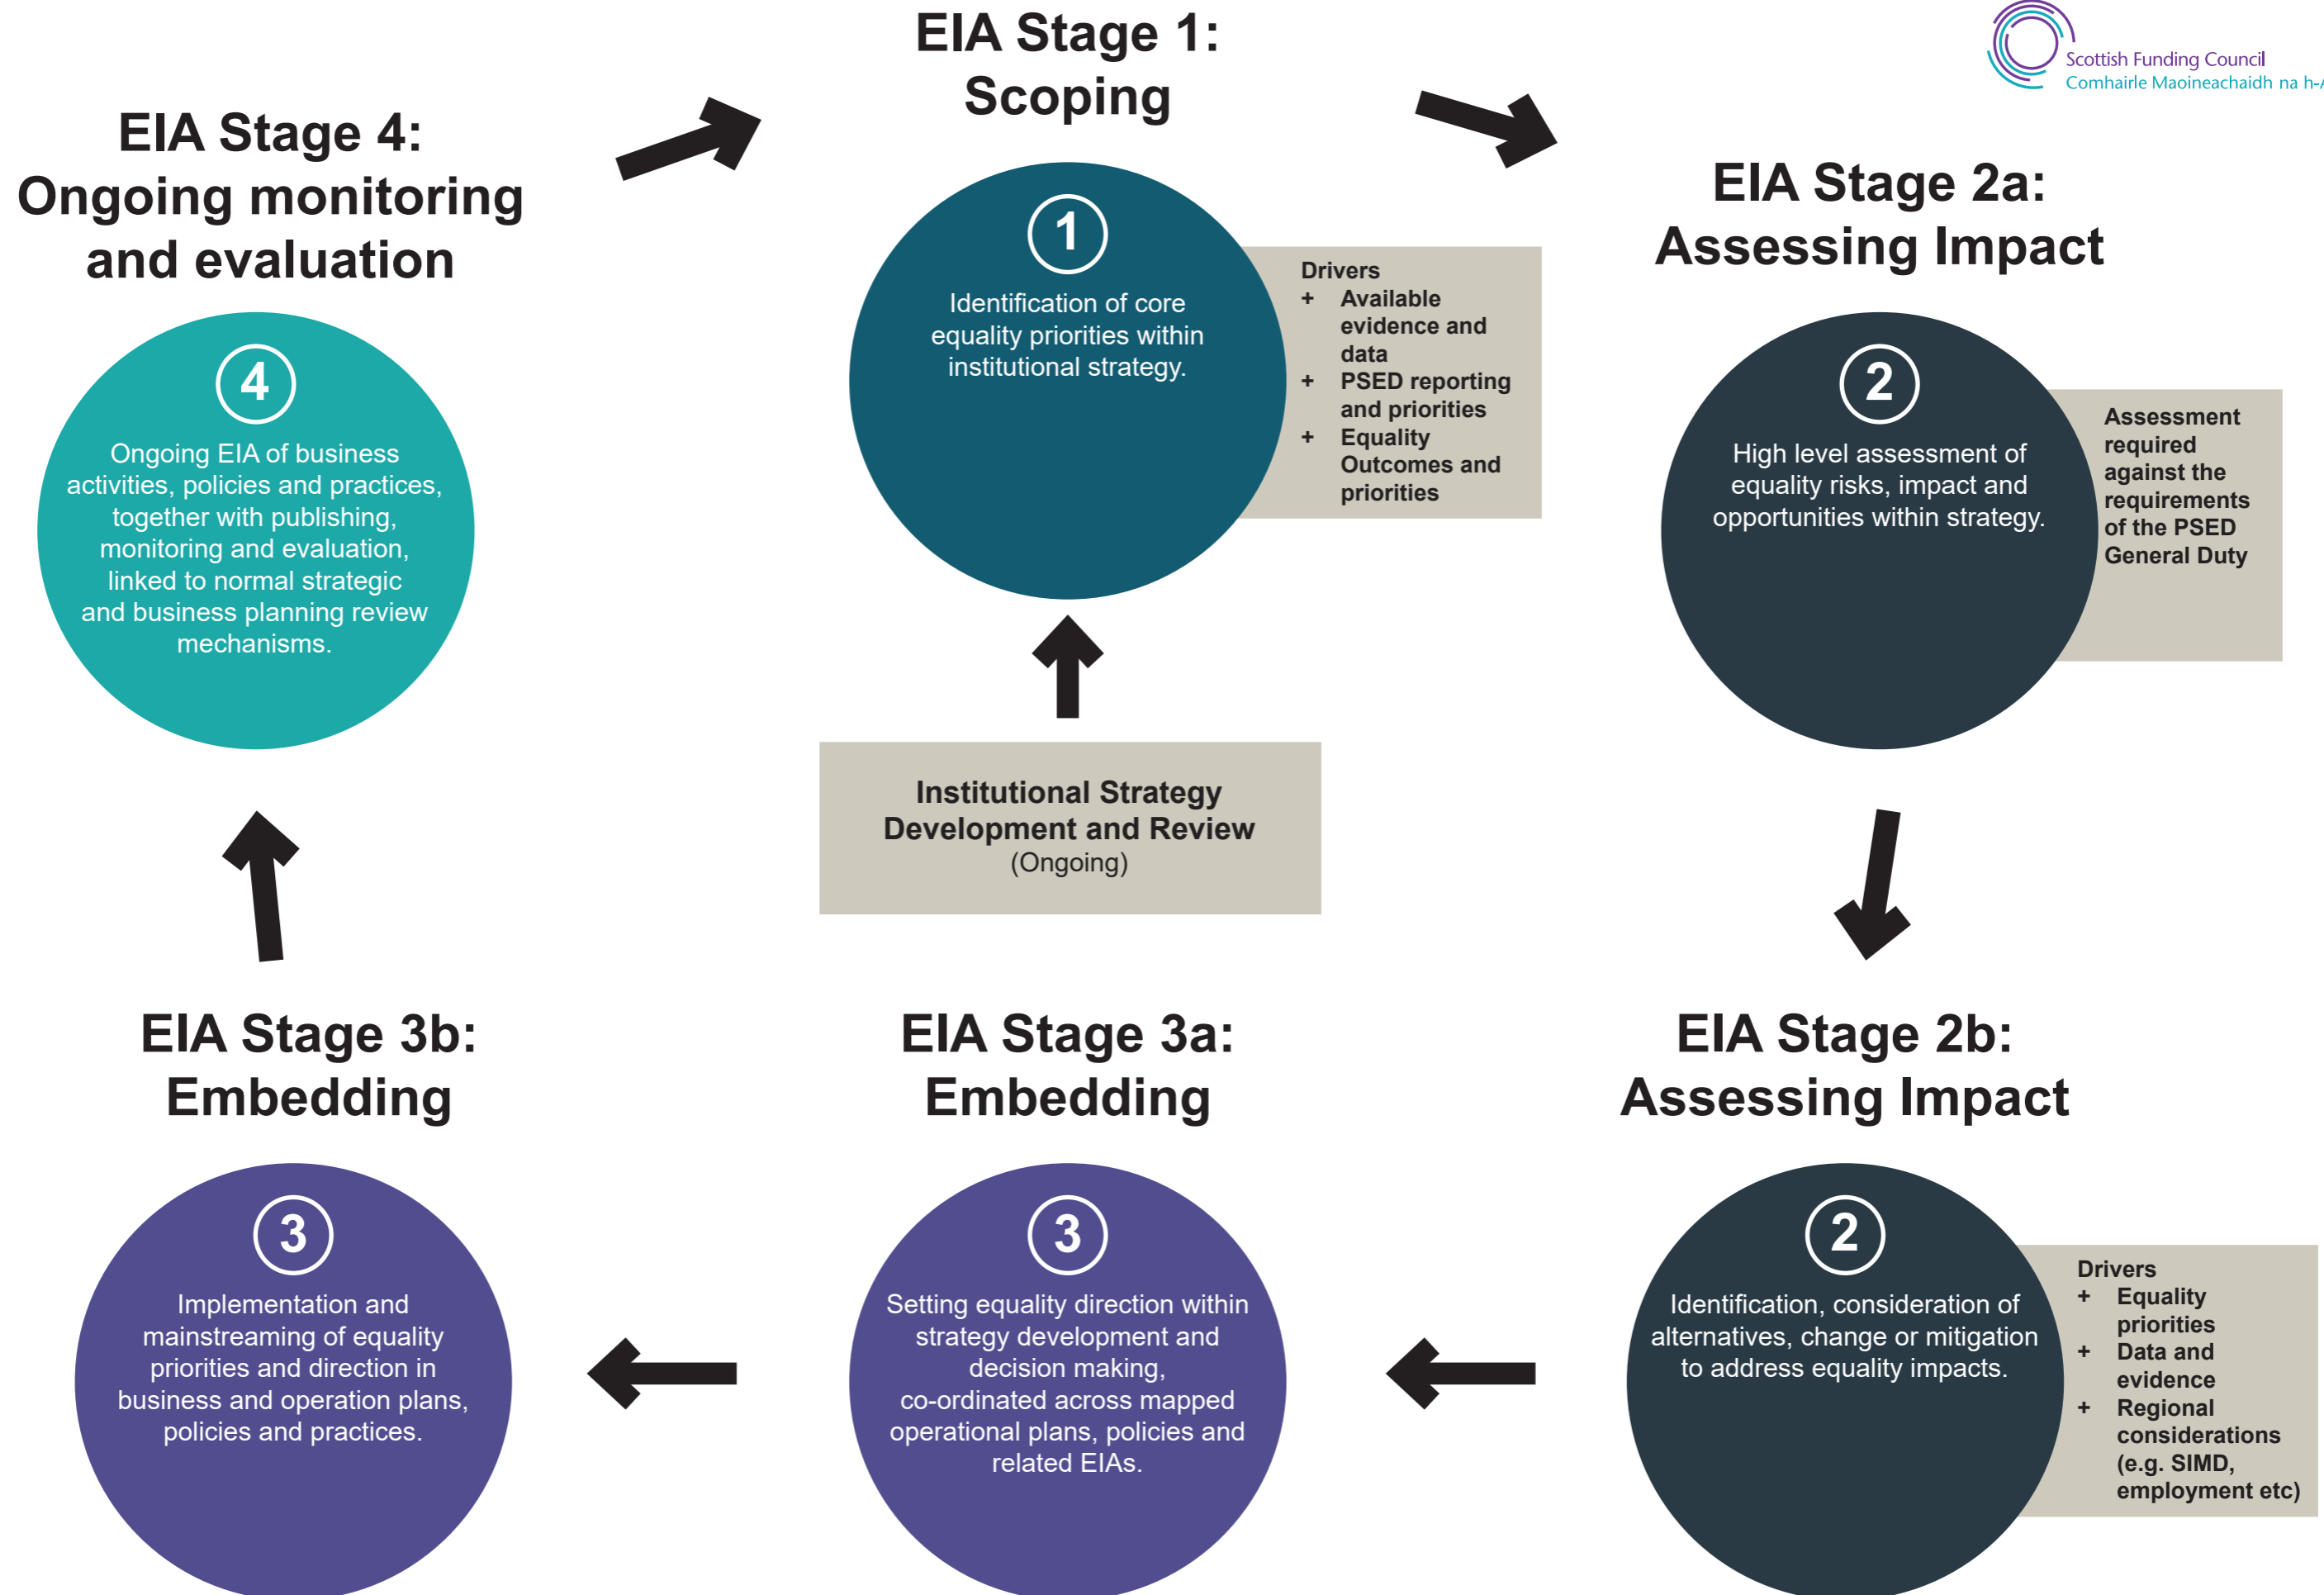 EIA Stage 1:
Scoping
Scottish Funding Council
Comhairle Maoineachaidh na h-A
EIA Stage 4:
Ongoing monitoring
and evaluation
EIA Stage 2a:
Assessing Impact
1
Identification of core
equality priorities within
institutional strategy.
Drivers
+ Available
evidence and
data
+ PSED reporting
and priorities
+ Equality
Outcomes and
priorities
4
Ongoing EIA of business
activities, policies and practices,
together with publishing,
monitoring and evaluation,
linked to normal strategic
and business planning review
mechanisms.
2
High level assessment of
equality risks, impact and
opportunities within strategy.
Assessment
required
against the
requirements
of the PSED
General Duty
Institutional Strategy
Development and Review
(Ongoing)
EIA Stage 3b:
Embedding
EIA Stage 3a:
Embedding
EIA Stage 2b:
Assessing Impact
3
Implementation and
mainstreaming of equality
priorities and direction in
business and operation plans,
policies and practices.
3
Setting equality direction within
strategy development and
decision making,
co-ordinated across mapped
operational plans, policies and
related EIAs.
2
Identification, consideration of
alternatives, change or mitigation
to address equality impacts.
Drivers
+ Equality
priorities
+ Data and
evidence
+ Regional
considerations
(e.g. SIMD,
employment etc)